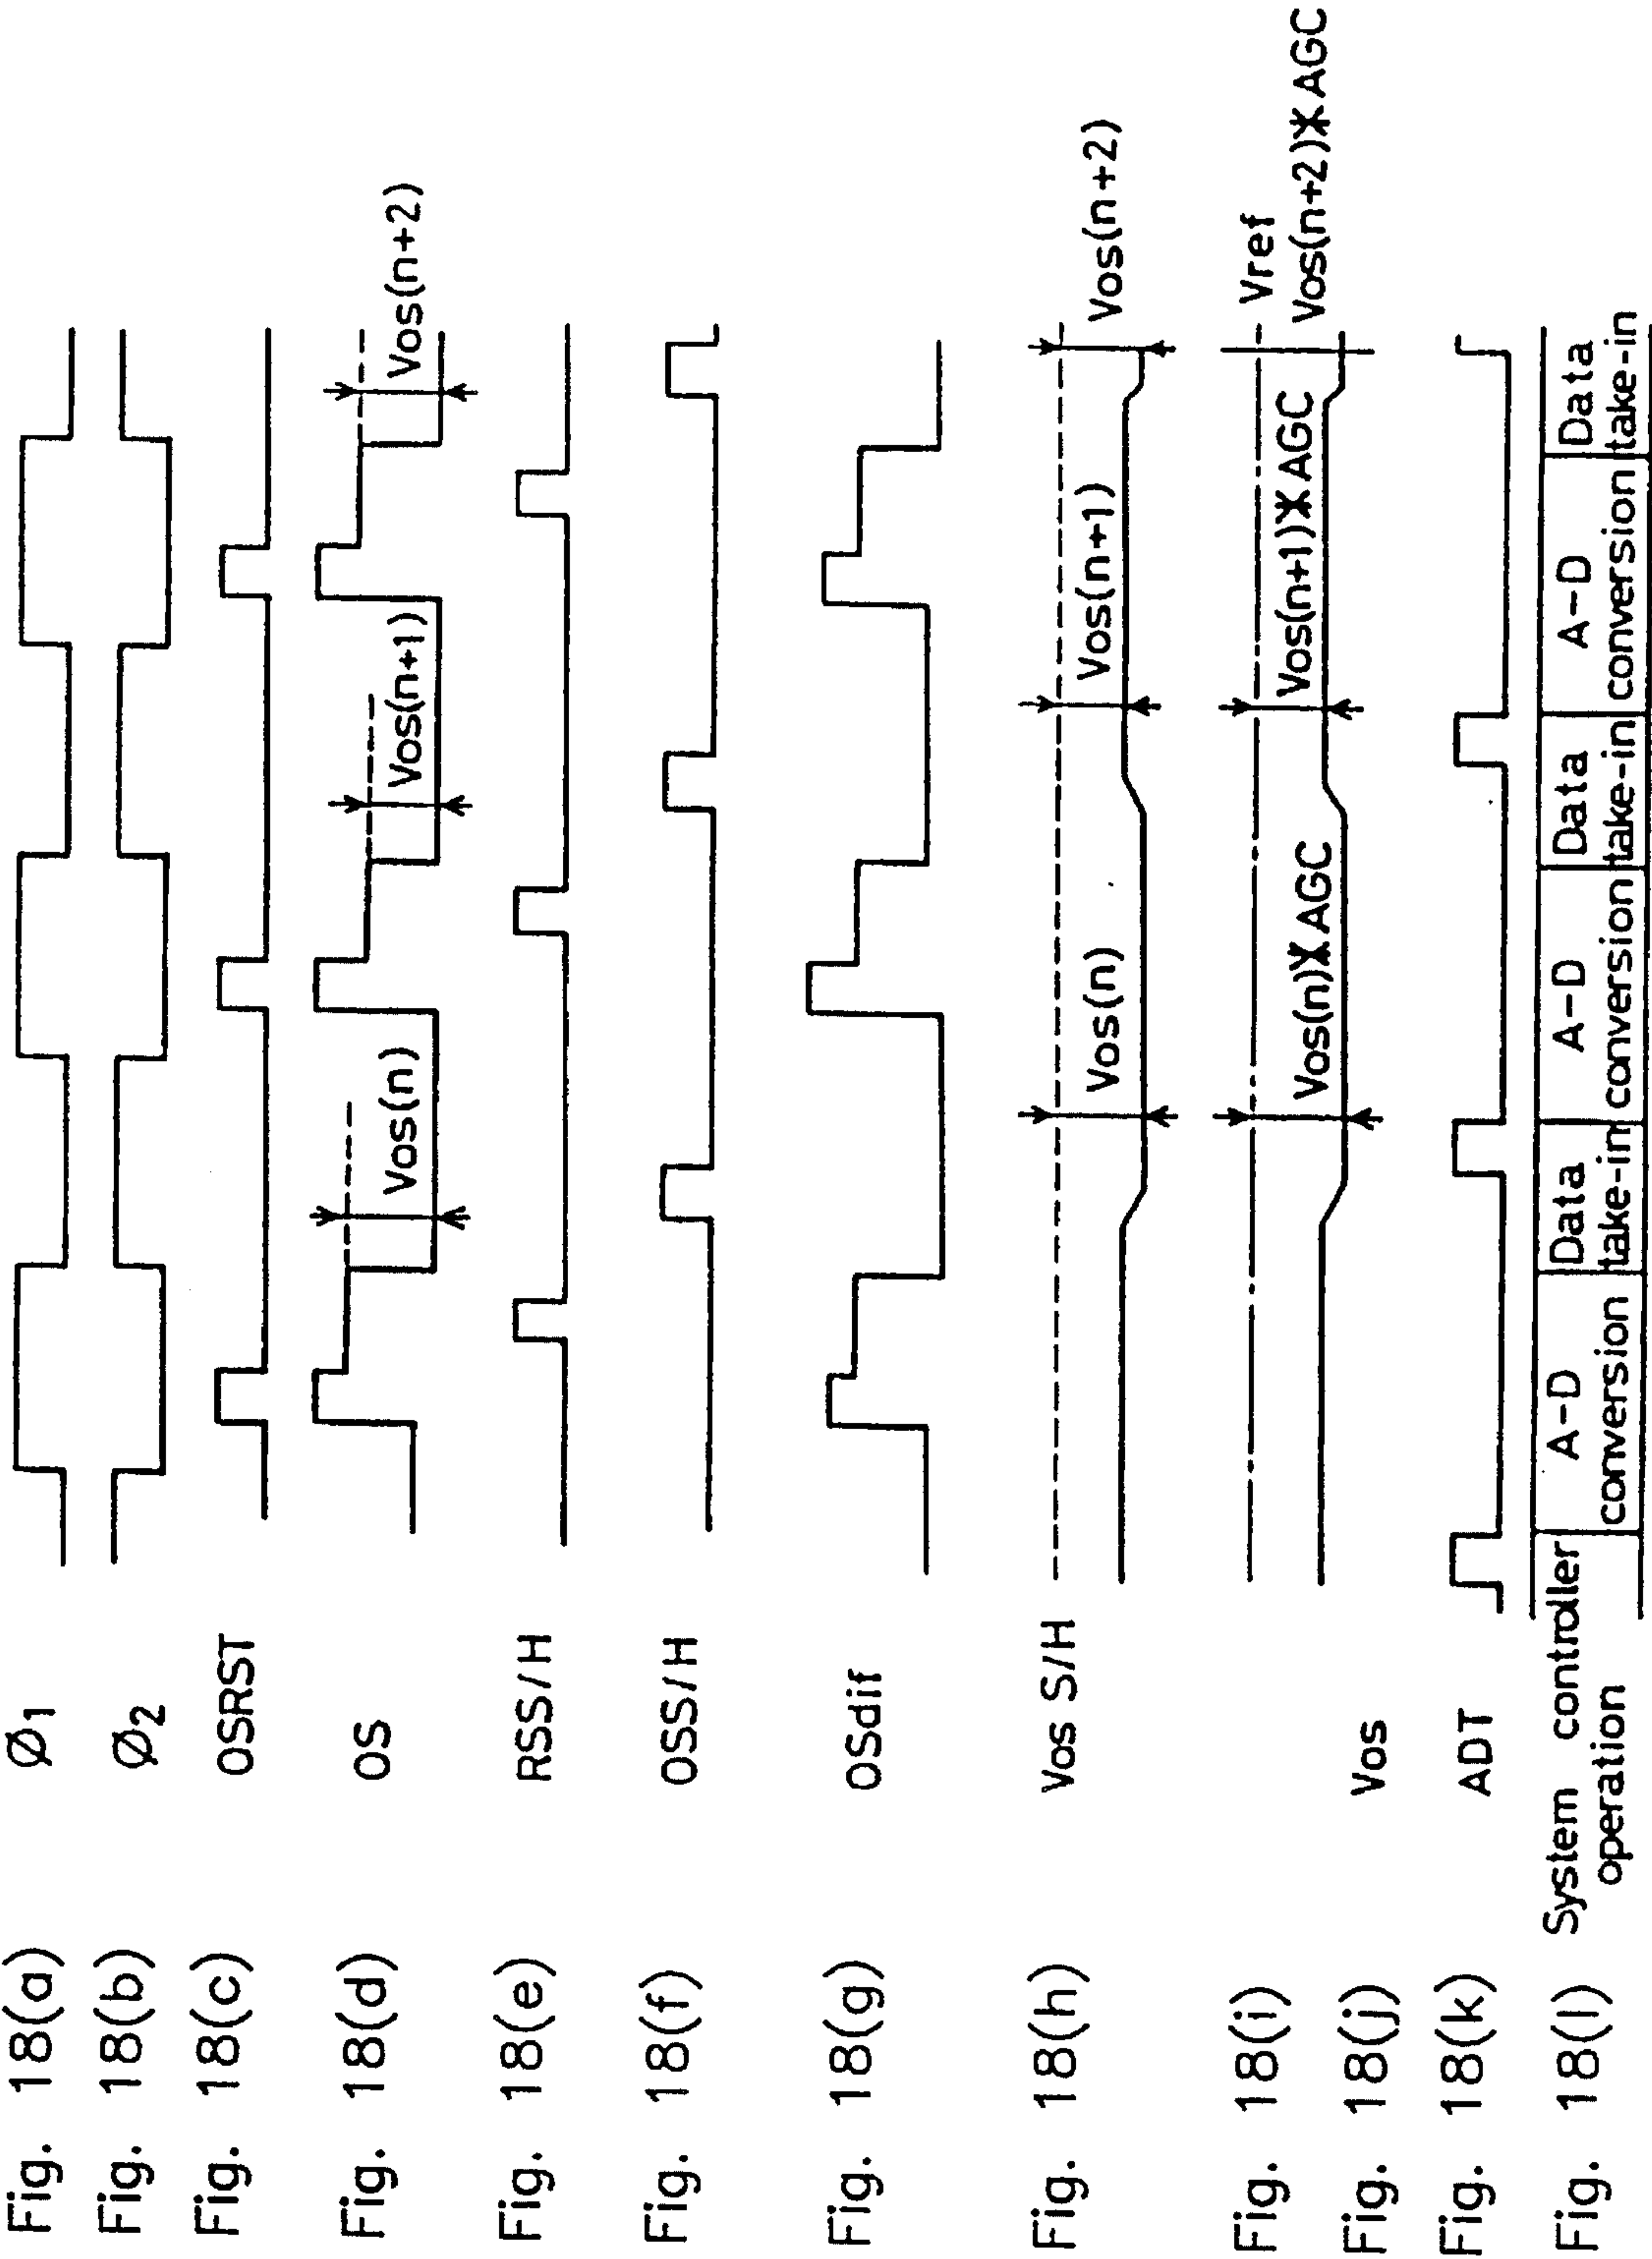 Fig. 18(a) Ø1
Fig. 18(b) Ø2
Fig. 18(c) OSRST
Fig. 18(d) OS Vos(n) Vos(n+1) Vos(n+2)
Fig. 18(e) RSS/H
Fig. 18(f) OSS/H
Fig. 18(g) OSdif
Fig. 18(h) Vos S/H Vos(n) Vos(n+1) Vos(n+2)
Fig. 18(i) Vref
Vos(n)X AGC Vos(n+1)X AGC Vos(n+2)X AGC
Fig. 18(j) Vos
Fig. 18(k) ADT
Fig. 18(l) System controller A-D Data A-D Data A-D Data
operation conversion take-in conversion take-in conversion take-in